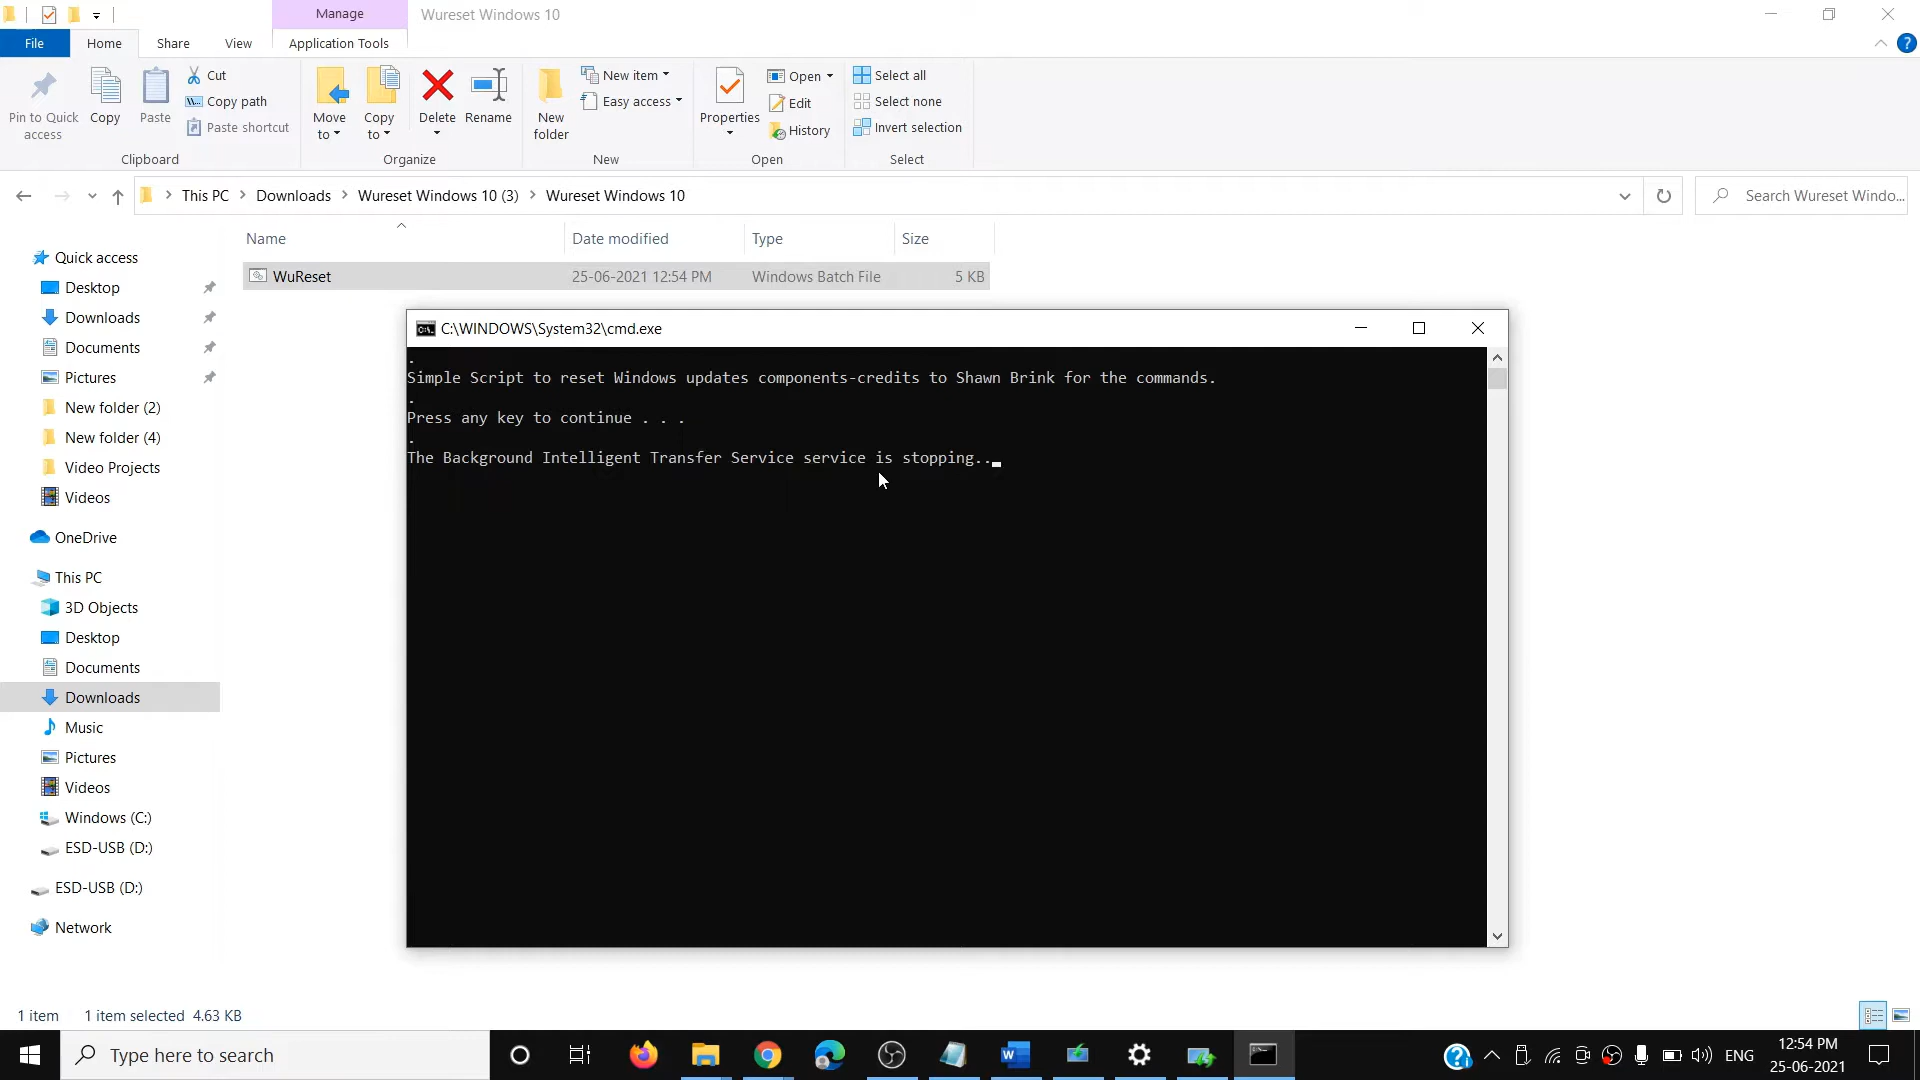 Manage
Wureset Windows 10
File
Home
Share
View
Application Tools
Pin to Quick access
Copy
Paste
Cut
Copy path
Paste shortcut
Clipboard
Move to
Copy to
Delete
Rename
Organize
New folder
New item
Easy access
New
Properties
Open
Edit
History
Open
Select all
Select none
Invert selection
Select
This PC
Downloads
Wureset Windows 10 (3)
Wureset Windows 10
Search Wureset Windo...
Name
Date modified
Type
Size
WuReset
25-06-2021 12:54 PM
Windows Batch File
5 KB
Quick access
Desktop
Downloads
Documents
Pictures
New folder (2)
New folder (4)
Video Projects
Videos
OneDrive
This PC
3D Objects
Desktop
Documents
Downloads
Music
Pictures
Videos
Windows (C:)
ESD-USB (D:)
ESD-USB (D:)
Network
C:\WINDOWS\System32\cmd.exe
.
Simple Script to reset Windows updates components-credits to Shawn Brink for the commands.
.
Press any key to continue . . .
.
The Background Intelligent Transfer Service service is stopping..
1 item
1 item selected 4.63 KB
Type here to search
ENG
12:54 PM
25-06-2021